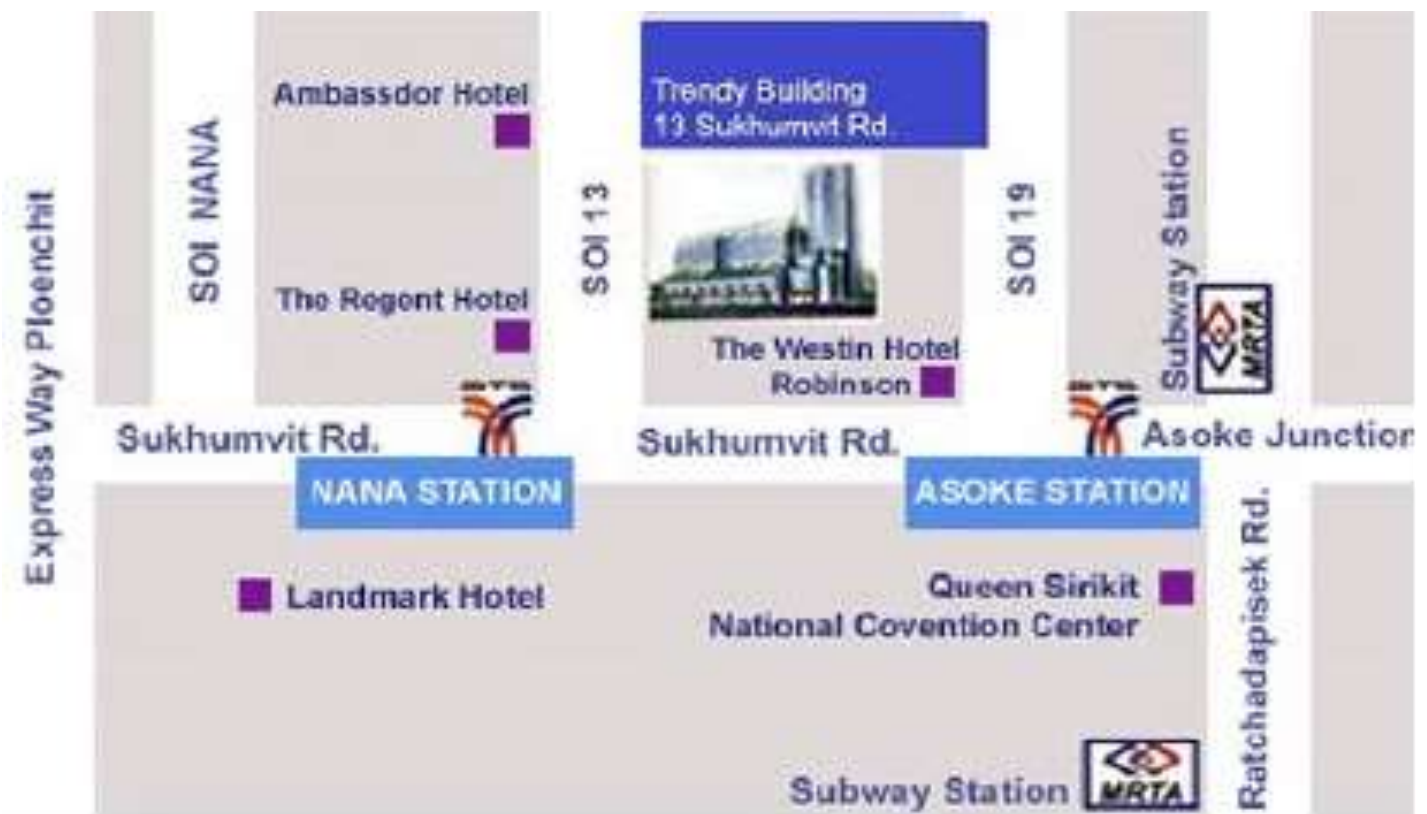 Ambassdor Hotel
Trendy Building
13 Sukhumvit Rd.
Express Way Ploenchit
SOI NANA
SOI 13
SOI 19
Subway Station
MRTA
The Regent Hotel
The Westin Hotel
Robinson
Sukhumvit Rd.
Sukhumvit Rd.
Asoke Junction
NANA STATION
ASOKE STATION
Landmark Hotel
Queen Sirikit
National Covention Center
Ratchadapisek Rd.
Subway Station
MRTA